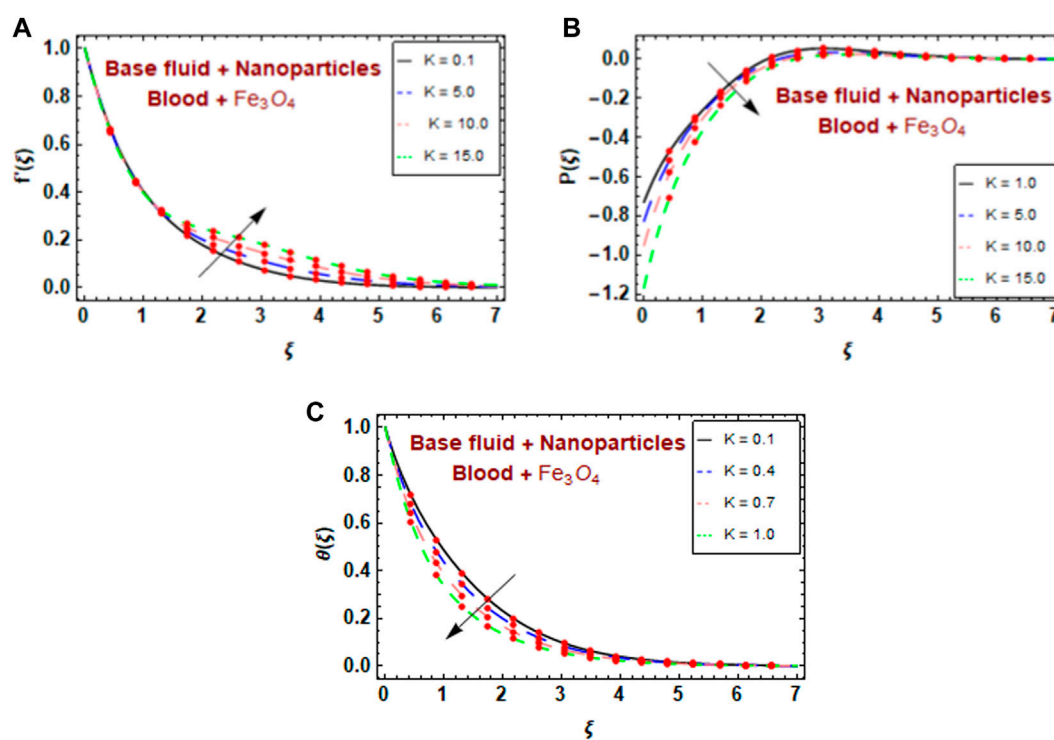 A
Base fluid + Nanoparticles
Blood + Fe₃O₄
K = 0.1
K = 5.0
K = 10.0
K = 15.0
f'(ξ)
1.0
0.8
0.6
0.4
0.2
0.0
0 1 2 3 4 5 6 7
ξ
B
Base fluid + Nanoparticles
Blood + Fe₃O₄
K = 1.0
K = 5.0
K = 10.0
K = 15.0
P(ξ)
0.0
−0.2
−0.4
−0.6
−0.8
−1.0
−1.2
0 1 2 3 4 5 6 7
ξ
C
Base fluid + Nanoparticles
Blood + Fe₃O₄
K = 0.1
K = 0.4
K = 0.7
K = 1.0
θ(ξ)
1.0
0.8
0.6
0.4
0.2
0.0
0 1 2 3 4 5 6 7
ξ